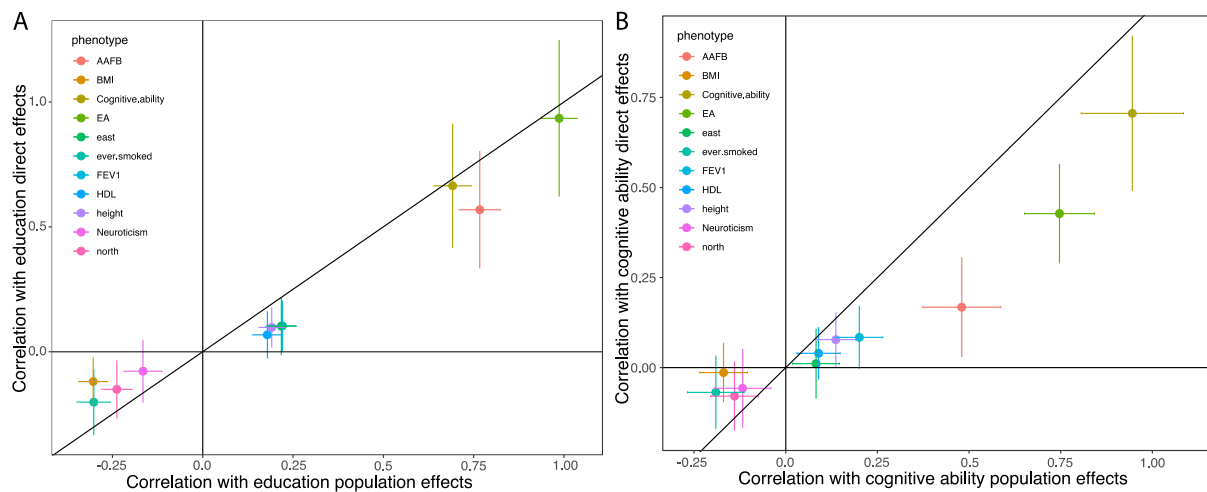 A
phenotype
AAFB
BMI
Cognitive.ability
EA
east
ever.smoked
FEV1
HDL
height
Neuroticism
north
Correlation with education direct effects
1.0
0.5
0.0
-0.25
0.0
0.25
0.50
0.75
1.00
Correlation with education population effects
B
phenotype
AAFB
BMI
Cognitive.ability
EA
east
ever.smoked
FEV1
HDL
height
Neuroticism
north
Correlation with cognitive ability direct effects
0.75
0.50
0.25
0.00
-0.25
0.0
0.25
0.50
0.75
1.00
Correlation with cognitive ability population effects